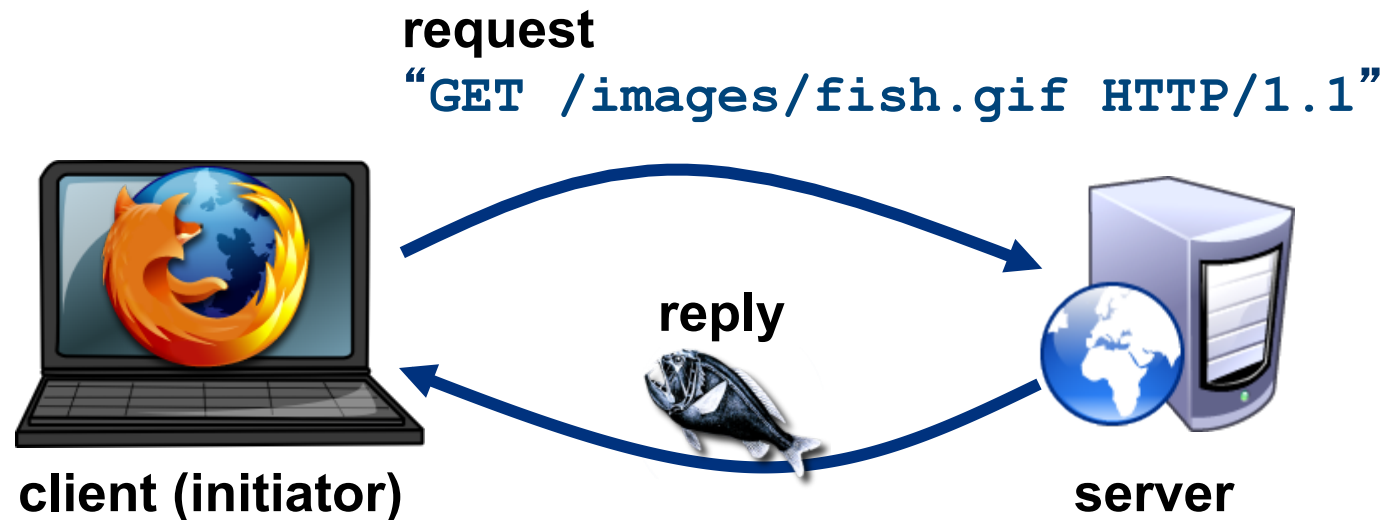 request
“GET /images/fish.gif HTTP/1.1”
reply
client (initiator)
server